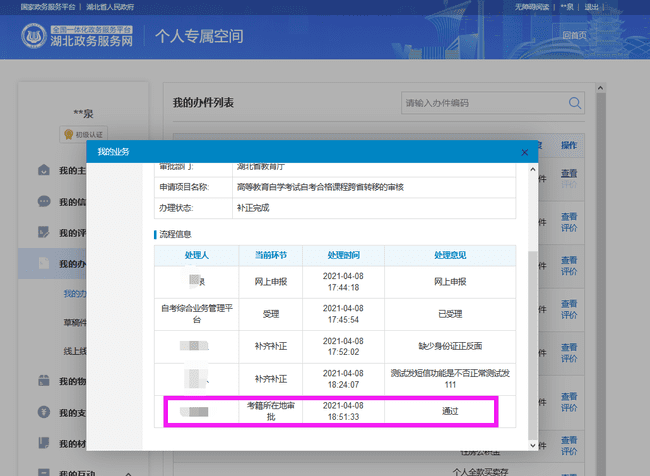 国家政务服务平台 | 湖北省人民政府
无障碍阅读 | **泉 | 退出 |
全国一体化政务服务平台
湖北政务服务网
个人专属空间
回首页
**泉
初级认证
我的主
我的信
我的评
我的办
我的办
草稿件
线上线
我的物
我的支
我的材
我的互动
我的办件列表
请输入办件编码
操作
件
查看
评价
件
查看
评价
件
查看
评价
件
查看
评价
件
查看
评价
件
查看
评价
件
查看
评价
住房公积金
个人全款买卖存
我的业务
×
审批部门:
湖北省教育厅
申请项目名称:
高等教育自学考试自考合格课程跨省转移的审核
办理状态:
补正完成
流程信息
处理人
当前环节
处理时间
处理意见
泉
网上申报
2021-04-08
17:44:18
网上申报
自考综合业务管理平
台
受理
2021-04-08
17:45:54
已受理
补齐补正
2021-04-08
17:52:02
缺少身份证正反面
补齐补正
2021-04-08
18:24:07
测试发短信功能是不否正常测试发
111
考籍所在地审
批
2021-04-08
18:51:33
通过